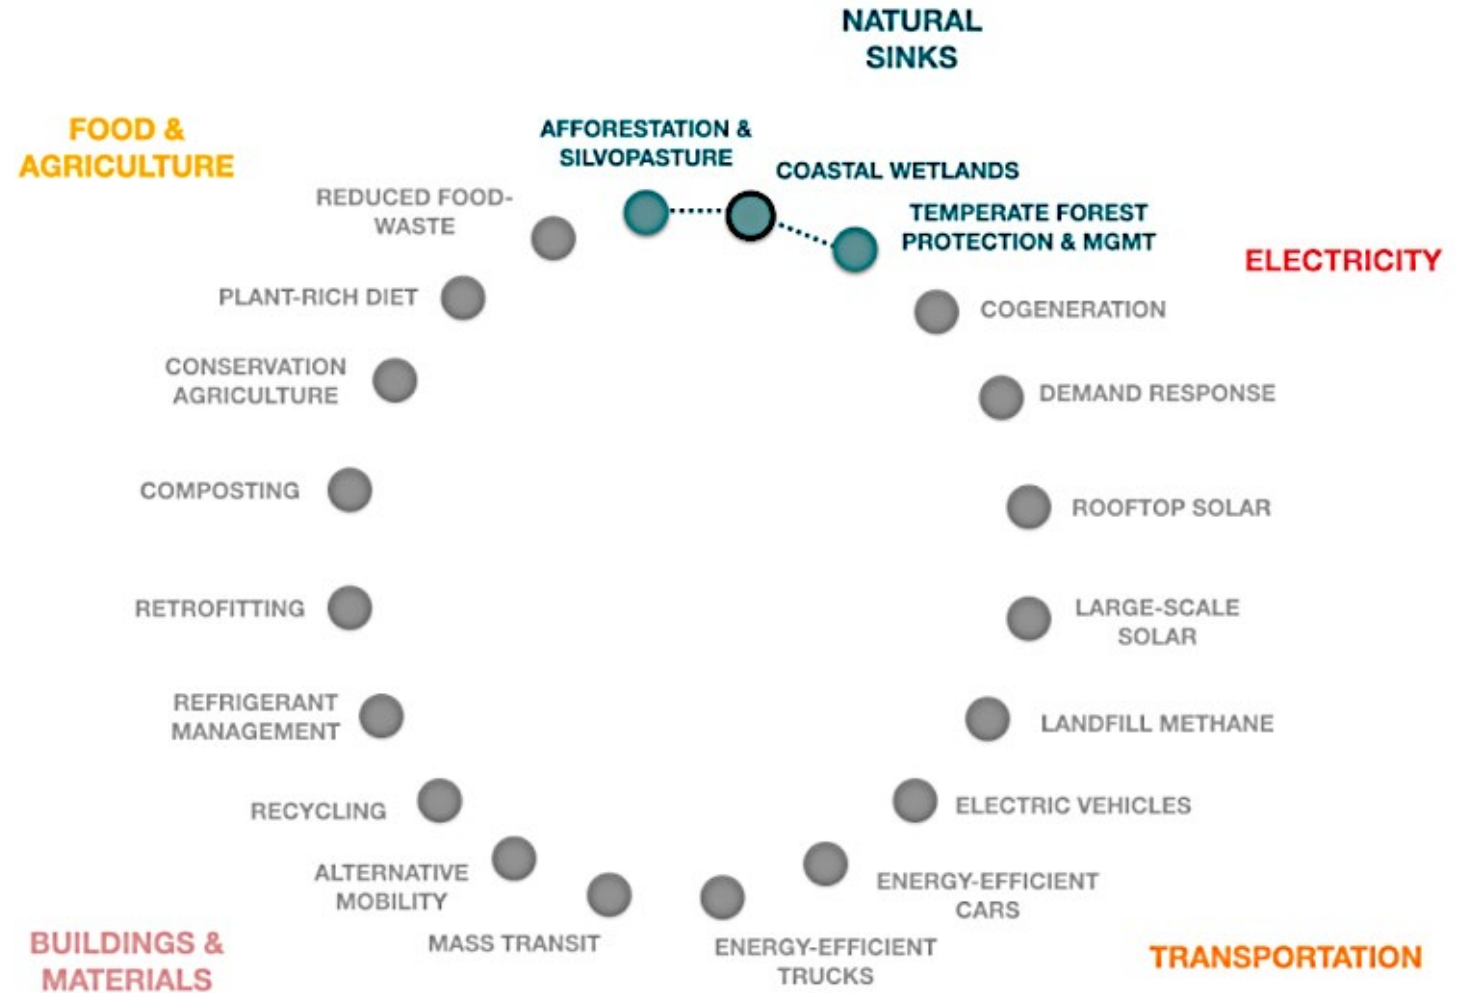 NATURAL
SINKS
FOOD &
AGRICULTURE
AFFORESTATION &
SILVOPASTURE
COASTAL WETLANDS
REDUCED FOOD-
WASTE
TEMPERATE FOREST
PROTECTION & MGMT
ELECTRICITY
PLANT-RICH DIET
COGENERATION
CONSERVATION
AGRICULTURE
DEMAND RESPONSE
COMPOSTING
ROOFTOP SOLAR
RETROFITTING
LARGE-SCALE
SOLAR
REFRIGERANT
MANAGEMENT
LANDFILL METHANE
RECYCLING
ELECTRIC VEHICLES
ALTERNATIVE
MOBILITY
ENERGY-EFFICIENT
CARS
MASS TRANSIT
ENERGY-EFFICIENT
TRUCKS
BUILDINGS &
MATERIALS
TRANSPORTATION